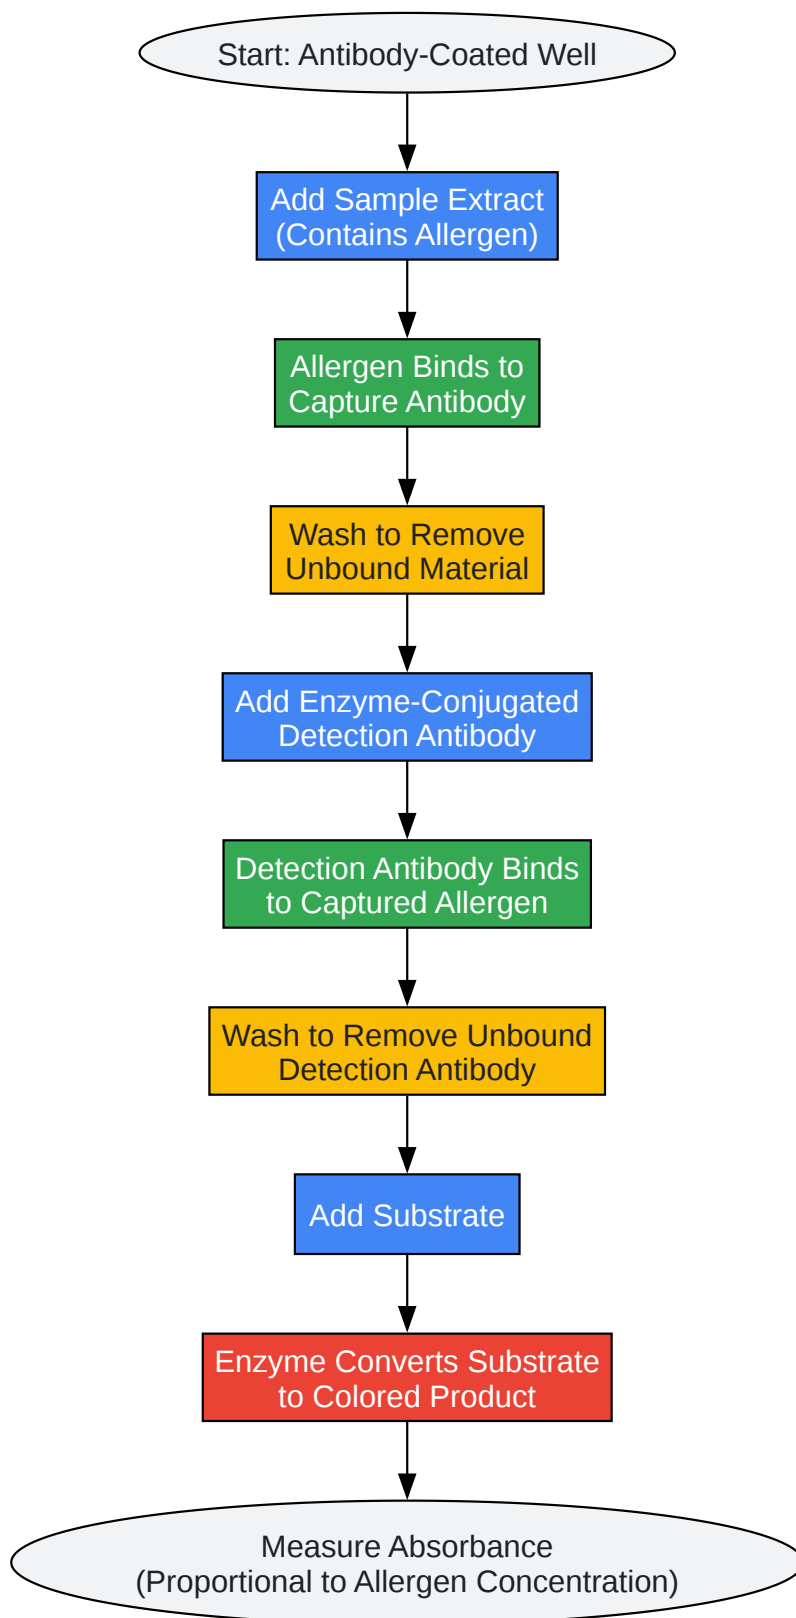 Start: Antibody-Coated Well
Add Sample Extract
(Contains Allergen)
Allergen Binds to
Capture Antibody
Wash to Remove
Unbound Material
Add Enzyme-Conjugated
Detection Antibody
Detection Antibody Binds
to Captured Allergen
Wash to Remove Unbound
Detection Antibody
Add Substrate
Enzyme Converts Substrate
to Colored Product
Measure Absorbance
(Proportional to Allergen Concentration)